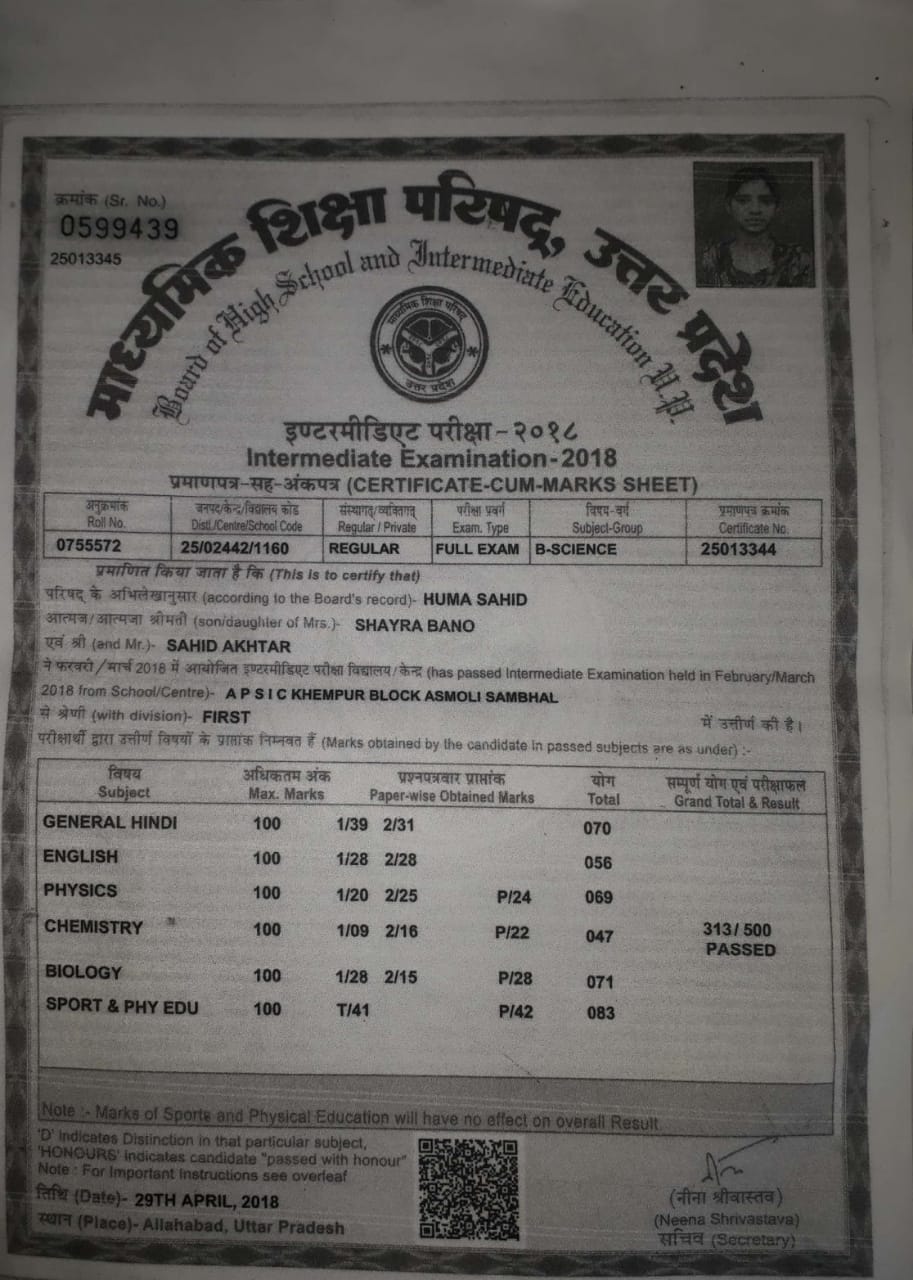 क्रमांक (Sr. No.)
0599439
25013345
माध्यमिक शिक्षा परिषद्, उत्तर प्रदेश
Board of High School and Intermediate Education U.P.
माध्यमिक शिक्षा परिषद्
उत्तर प्रदेश
इण्टरमीडिएट परीक्षा-२०१८
Intermediate Examination-2018
प्रमाणपत्र-सह-अंकपत्र (CERTIFICATE-CUM-MARKS SHEET)
अनुक्रमांक जनपद/केन्द्र/विद्यालय कोड संस्थागत/व्यक्तिगत परीक्षा प्रवर्ग विषय-वर्ग प्रमाणपत्र क्रमांक
Roll No. Distt./Centre/School Code Regular / Private Exam. Type Subject-Group Certificate No.
0755572 25/02442/1160 REGULAR FULL EXAM B-SCIENCE 25013344
प्रमाणित किया जाता है कि (This is to certify that)
परिषद् के अभिलेखानुसार (according to the Board's record)- HUMA SAHID
आत्मज/आत्मजा श्रीमती (son/daughter of Mrs.)- SHAYRA BANO
एवं श्री (and Mr.)- SAHID AKHTAR
ने फरवरी/मार्च 2018 में आयोजित इण्टरमीडिएट परीक्षा विद्यालय/केन्द्र (has passed Intermediate Examination held in February/March
2018 from School/Centre)- A P S I C KHEMPUR BLOCK ASMOLI SAMBHAL
से श्रेणी (with division)- FIRST में उत्तीर्ण की है।
परीक्षार्थी द्वारा उत्तीर्ण विषयों के प्राप्तांक निम्नवत हैं (Marks obtained by the candidate in passed subjects are as under) :-
विषय अधिकतम अंक प्रश्नपत्रवार प्राप्तांक योग सम्पूर्ण योग एवं परीक्षाफल
Subject Max. Marks Paper-wise Obtained Marks Total Grand Total & Result
GENERAL HINDI 100 1/39 2/31 070
ENGLISH 100 1/28 2/28 056
PHYSICS 100 1/20 2/25 P/24 069
CHEMISTRY 100 1/09 2/16 P/22 047 313/500
PASSED
BIOLOGY 100 1/28 2/15 P/28 071
SPORT & PHY EDU 100 T/41 P/42 083
Note :- Marks of Sports and Physical Education will have no effect on overall Result.
'D' Indicates Distinction in that particular subject,
'HONOURS' Indicates candidate "passed with honour"
Note : For Important Instructions see overleaf
तिथि (Date)- 29TH APRIL, 2018
स्थान (Place)- Allahabad, Uttar Pradesh
(नीना श्रीवास्तव)
(Neena Shrivastava)
सचिव (Secretary)